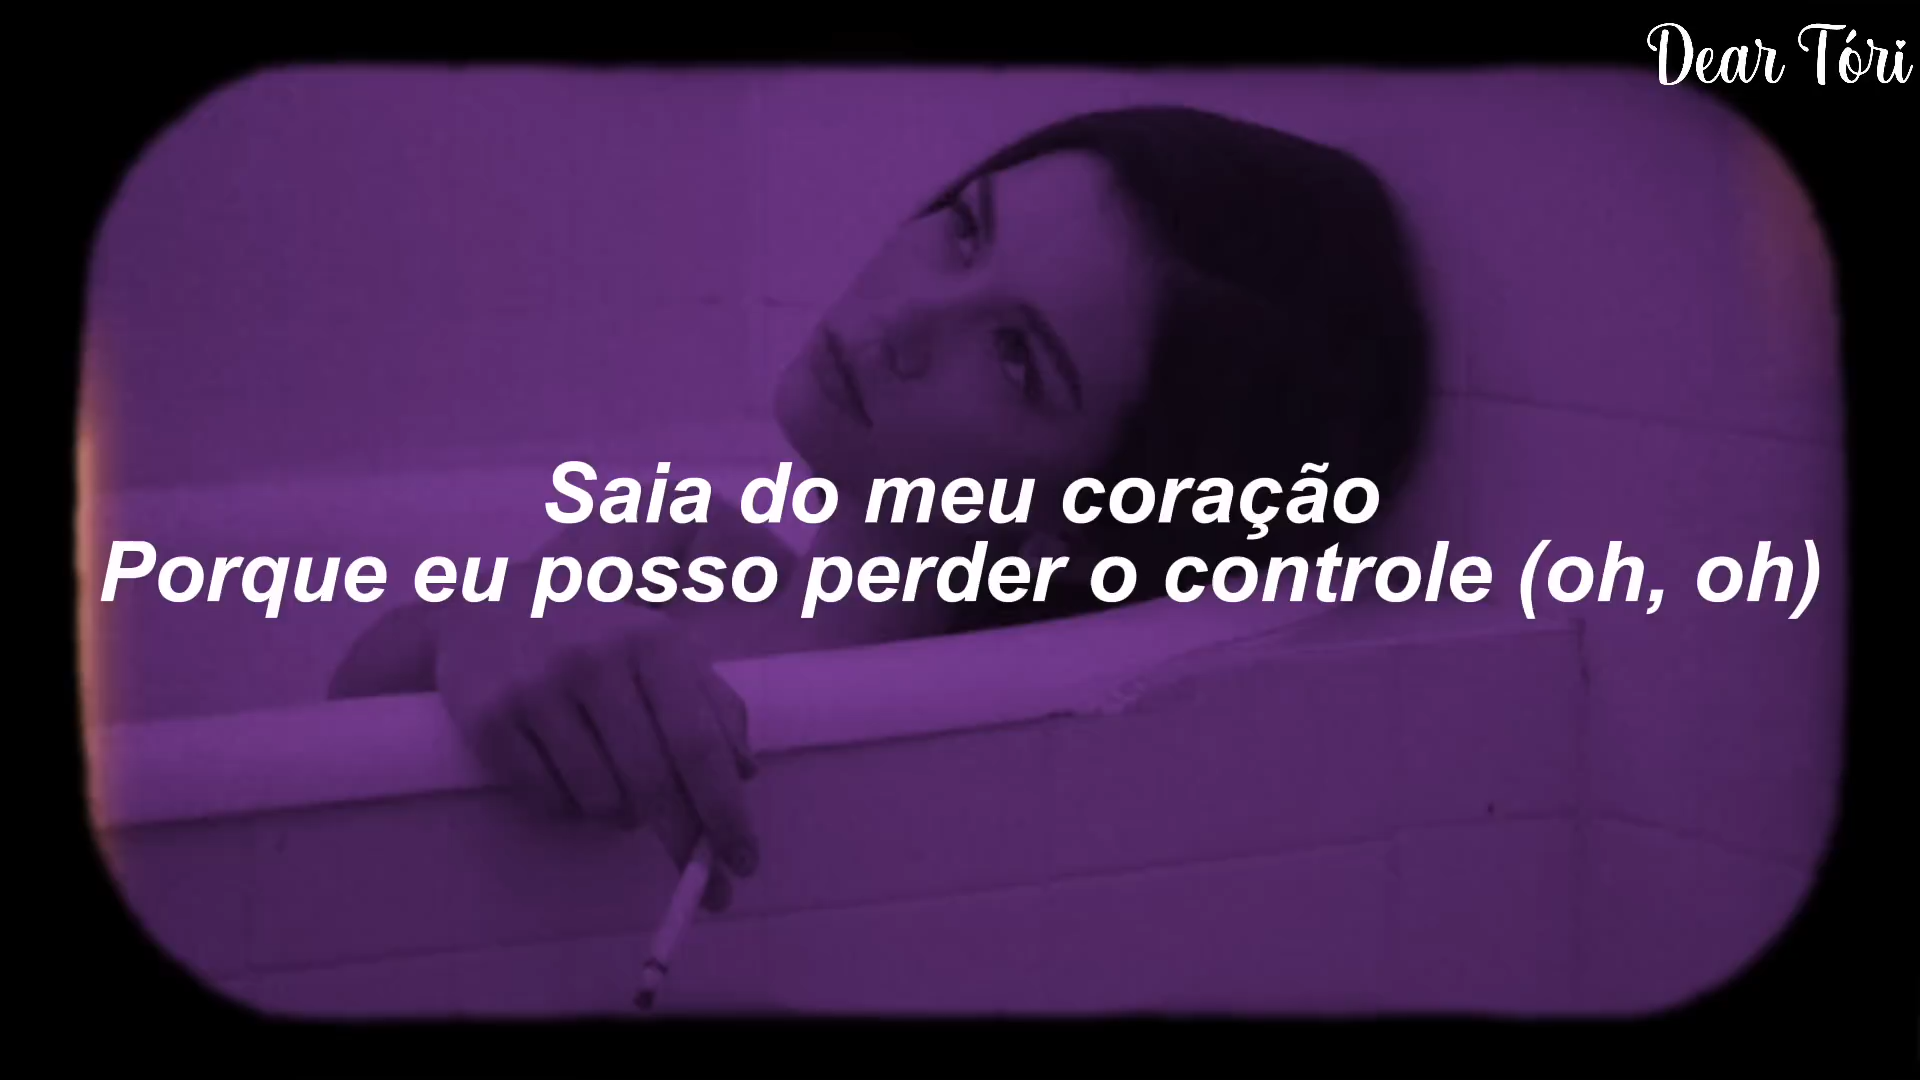 Dear Tóri
Saia do meu coração
Porque eu posso perder o controle (oh, oh)